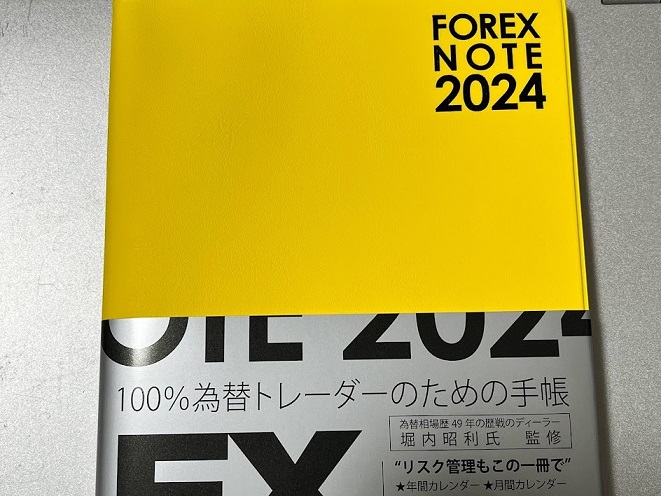 FOREX
NOTE
2024
OTE 2024
100%為替トレーダーのための手帳
為替相場歴49年の歴戦のディーラー
堀内昭利氏 監修
FX
“リスク管理もこの一冊で”
★年間カレンダー ★月間カレンダー